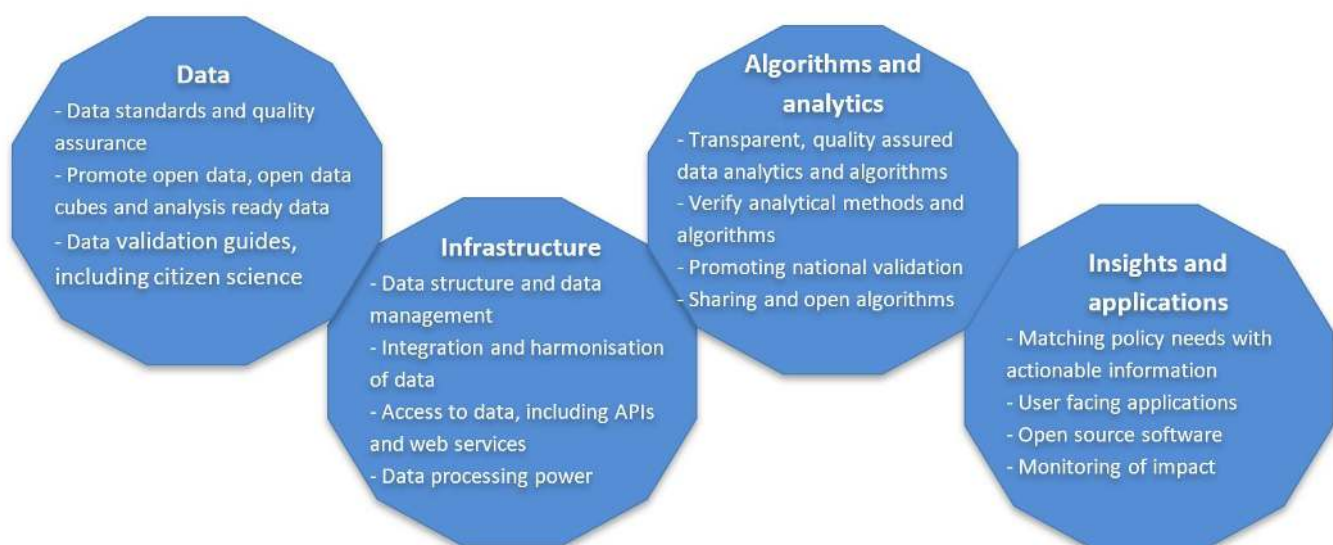 Data
- Data standards and quality
assurance
- Promote open data, open data
cubes and analysis ready data
- Data validation guides,
including citizen science
Infrastructure
- Data structure and data
management
- Integration and harmonisation
of data
- Access to data, including APIs
and web services
- Data processing power
Algorithms and
analytics
- Transparent, quality assured
data analytics and algorithms
- Verify analytical methods and
algorithms
- Promoting national validation
- Sharing and open algorithms
Insights and
applications
- Matching policy needs with
actionable information
- User facing applications
- Open source software
- Monitoring of impact